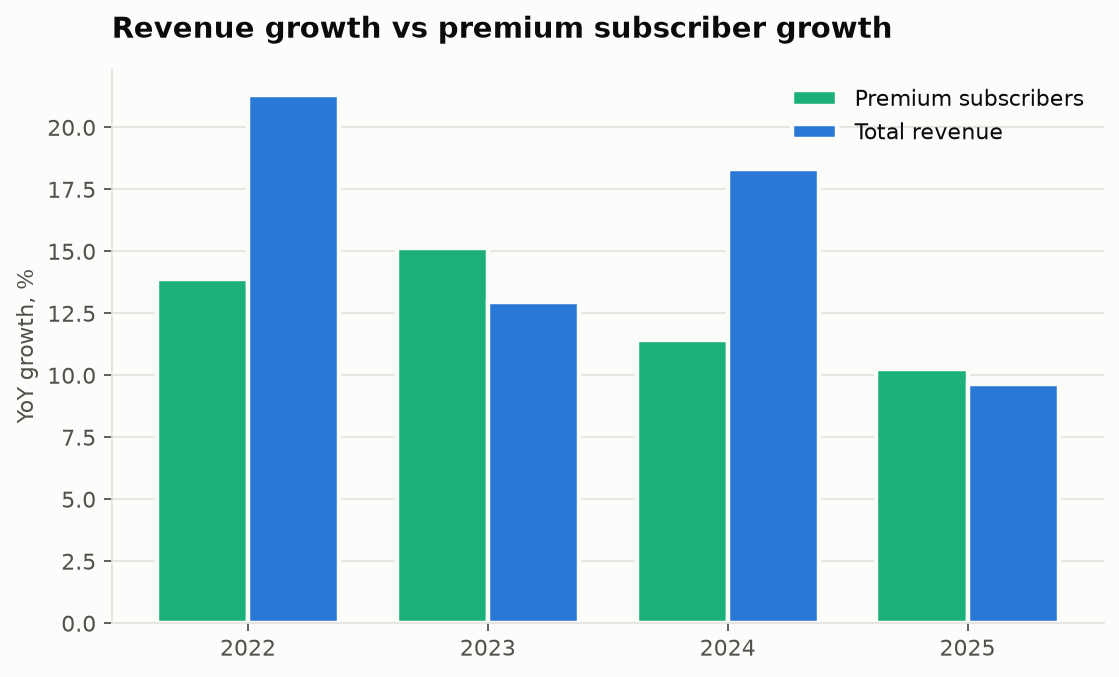 Revenue growth vs premium subscriber growth
Premium subscribers
Total revenue
YoY growth, %
20.0
17.5
15.0
12.5
10.0
7.5
5.0
2.5
0.0
2022 2023 2024 2025